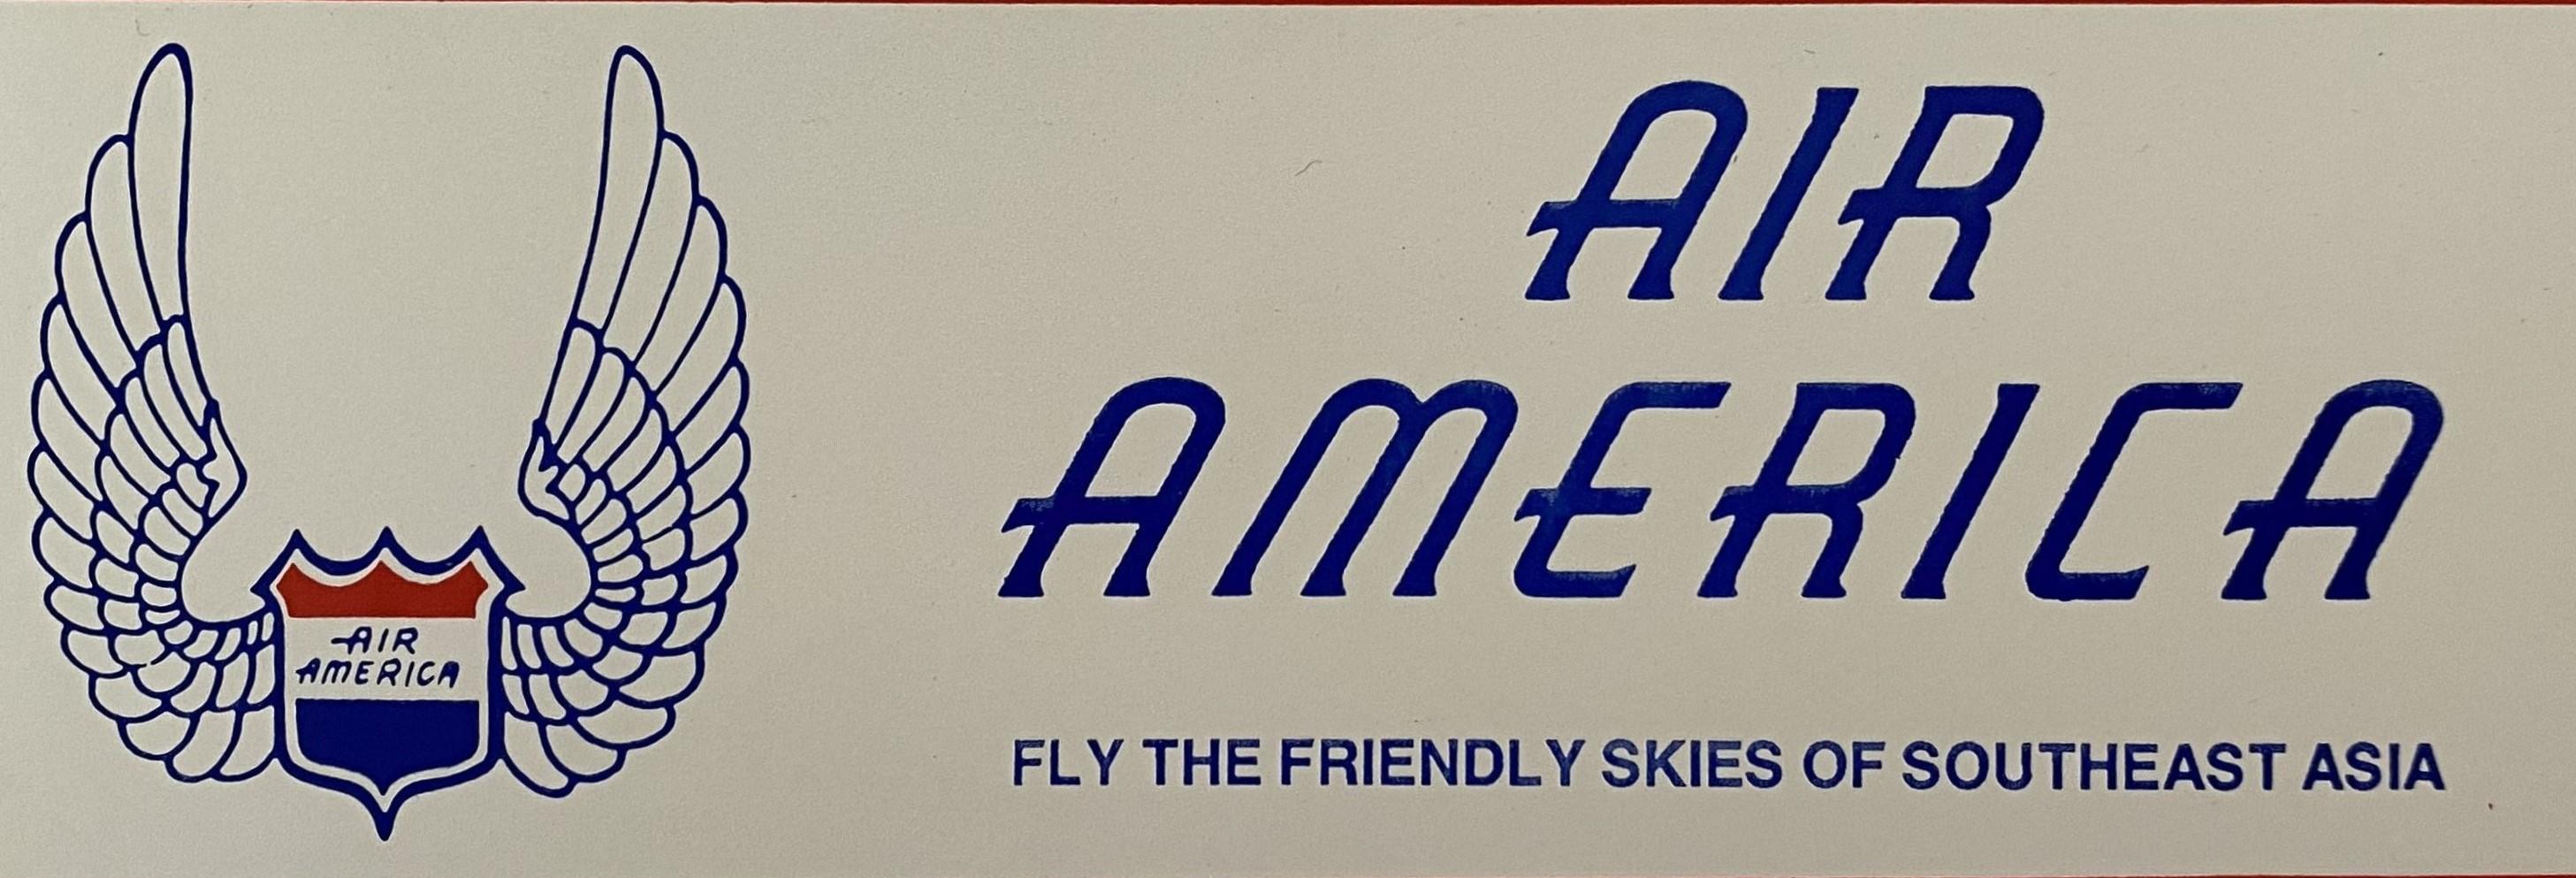 AIR
AMERICA
AIR
AMERICA
FLY THE FRIENDLY SKIES OF SOUTHEAST ASIA